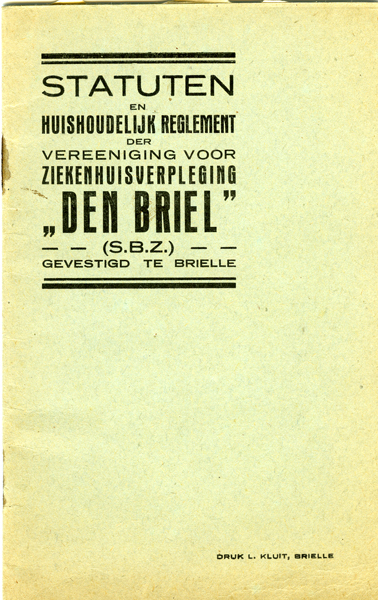 STATUTEN
EN
HUISHOUDELIJK REGLEMENT
DER
VEREENIGING VOOR
ZIEKENHUISVERPLEGING
„DEN BRIEL”
— — (S.B.Z.) — —
GEVESTIGD TE BRIELLE
DRUK L. KLUIT, BRIELLE